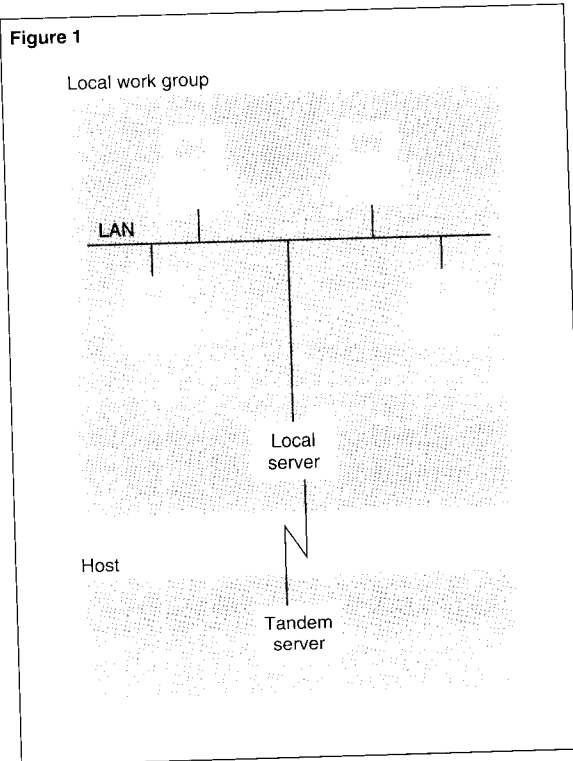 Figure 1
Local work group
LAN
Local
server
Host
Tandem
server